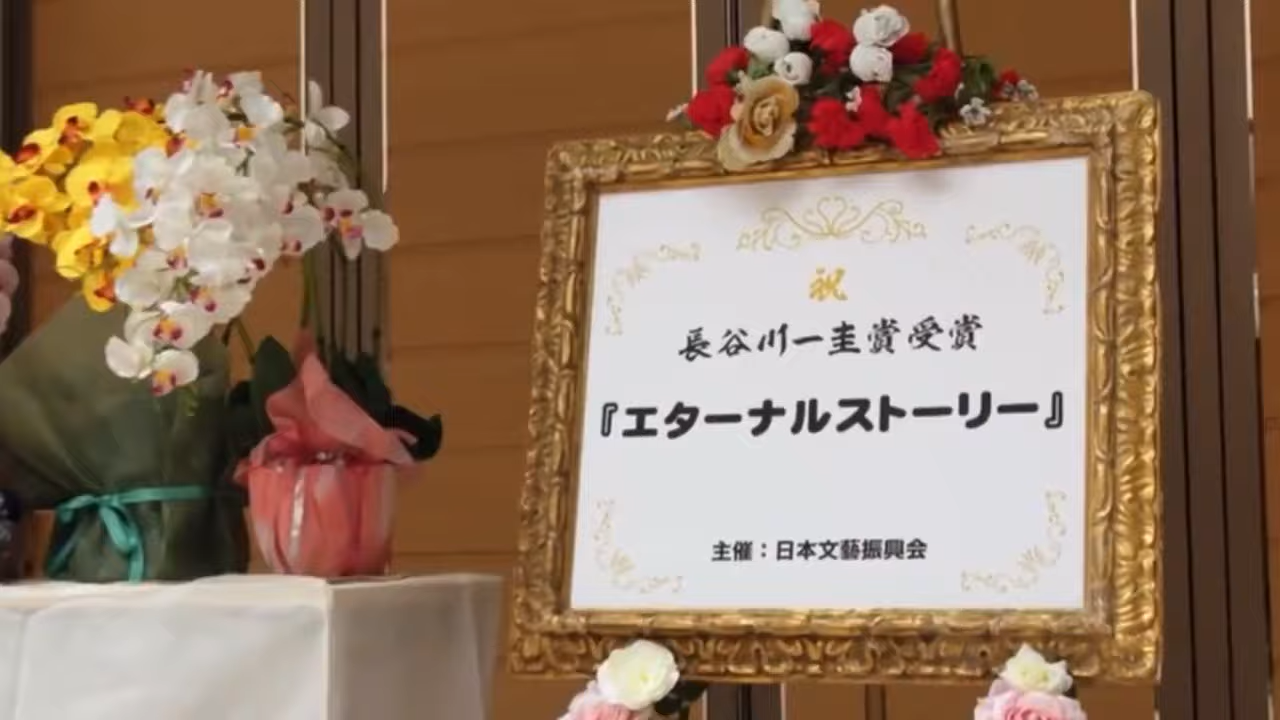 祝
長谷川一圭賞受賞
『エターナルストーリー』
主催：日本文藝振興会